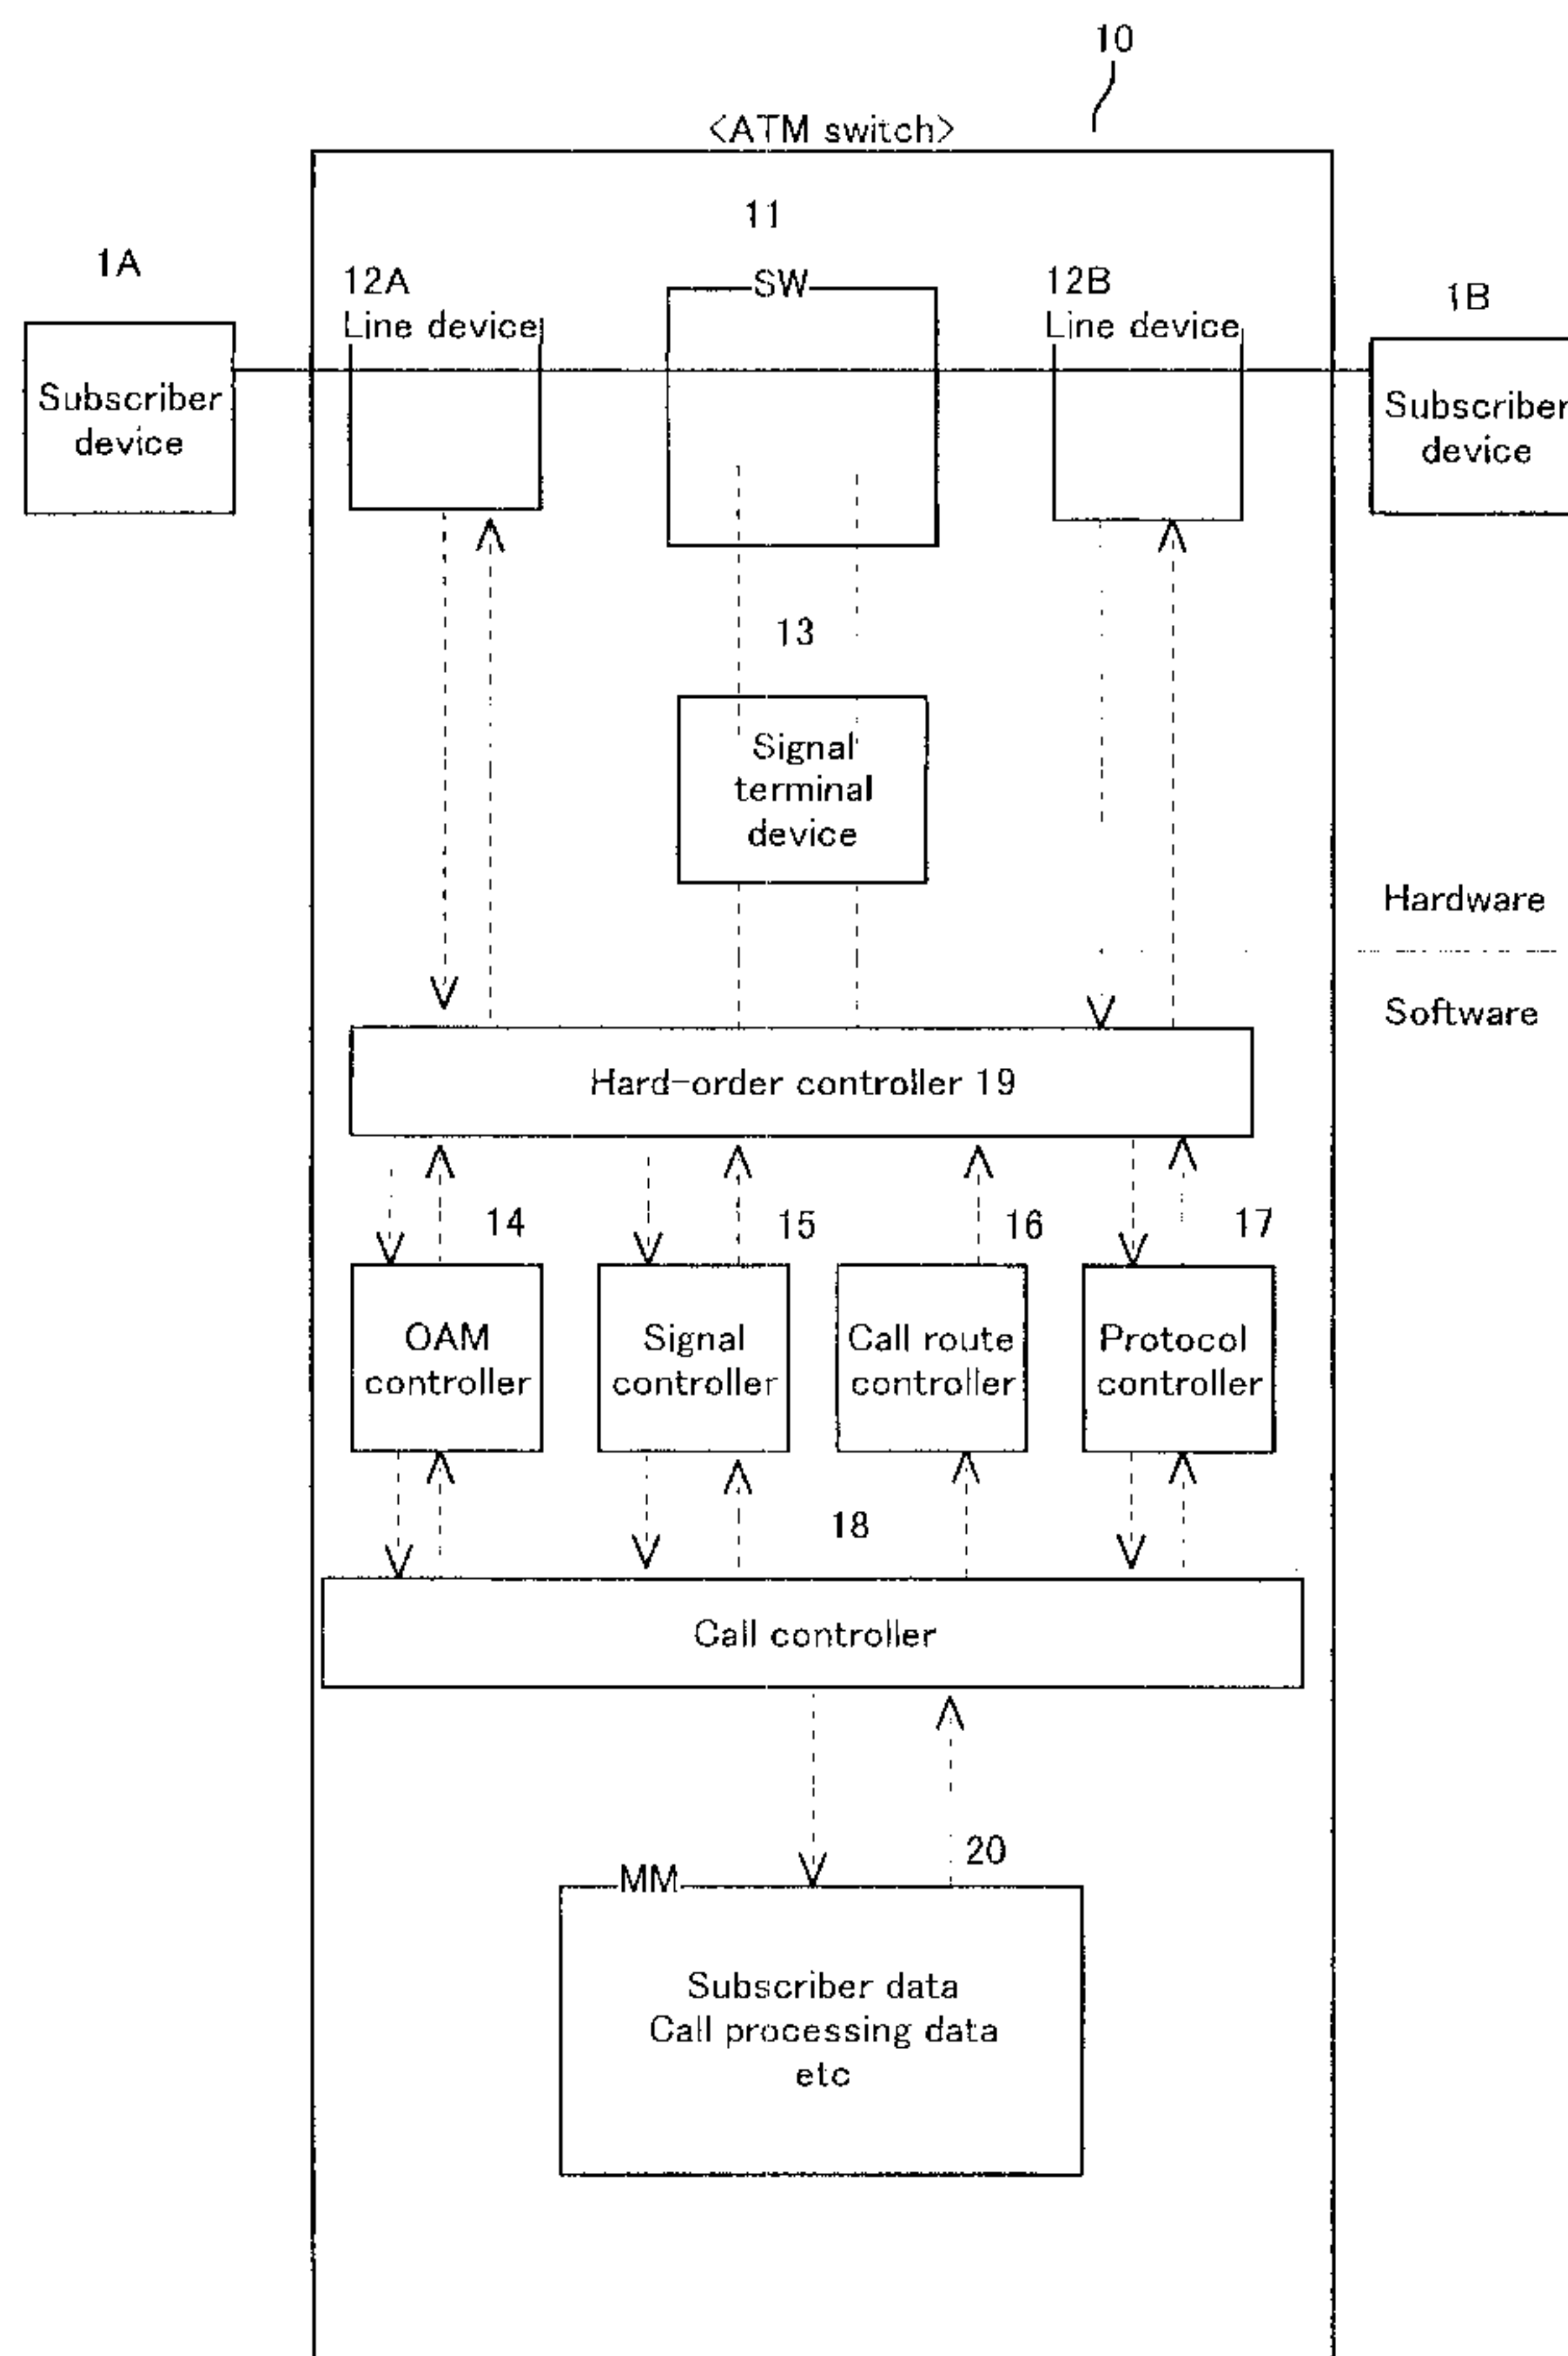 10
<ATM switch>
11
1A
12A
Line device
SW
12B
Line device
1B
Subscriber
device
Subscriber
device
13
Signal
terminal
device
Hardware
Software
Hard-order controller 19
14
15
16
17
OAM
controller
Signal
controller
Call route
controller
Protocol
controller
18
Call controller
20
MM
Subscriber data
Call processing data
etc